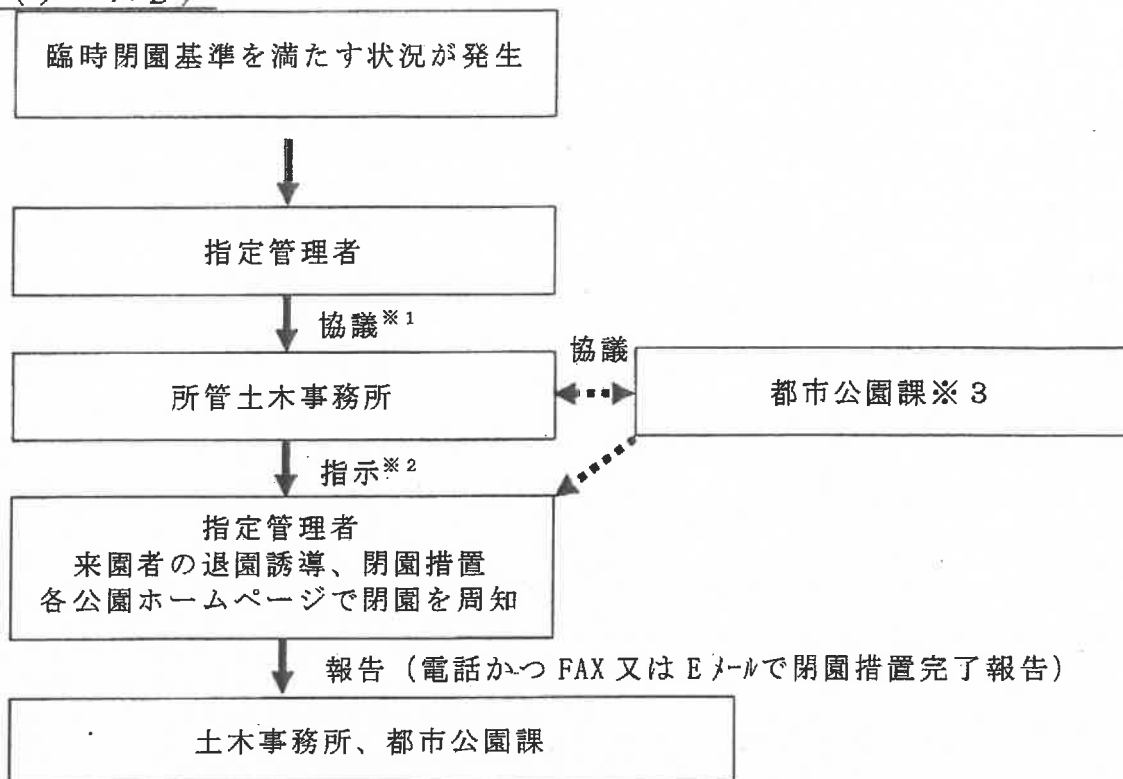 臨時閉園基準を満たす状況が発生
指定管理者
協議※1
協議
所管土木事務所
都市公園課※3
指示※2
指定管理者
来園者の退園誘導、閉園措置
各公園ホームページで閉園を周知
報告（電話かつFAX又はEメールで閉園措置完了報告）
土木事務所、都市公園課